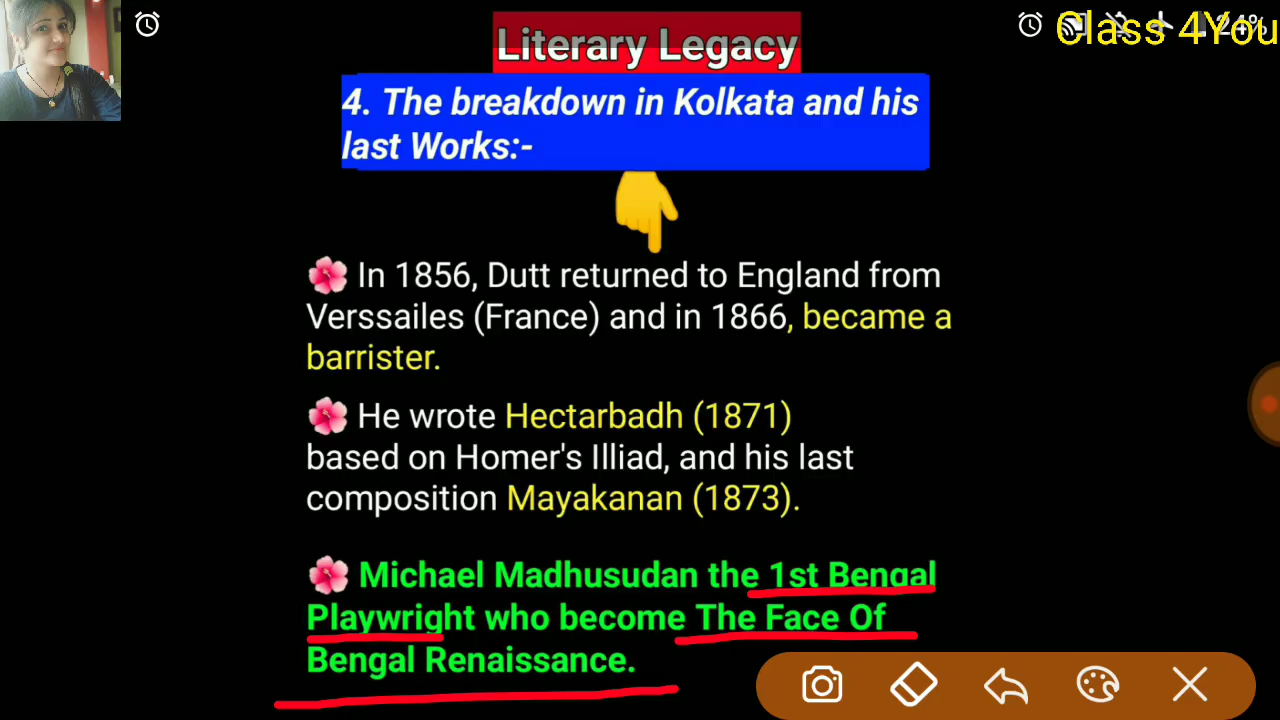 Literary Legacy
Class 4You
4. The breakdown in Kolkata and his
last Works:-
In 1856, Dutt returned to England from
Verssailes (France) and in 1866, became a
barrister.
He wrote Hectarbadh (1871)
based on Homer's Illiad, and his last
composition Mayakanan (1873).
Michael Madhusudan the 1st Bengal
Playwright who become The Face Of
Bengal Renaissance.